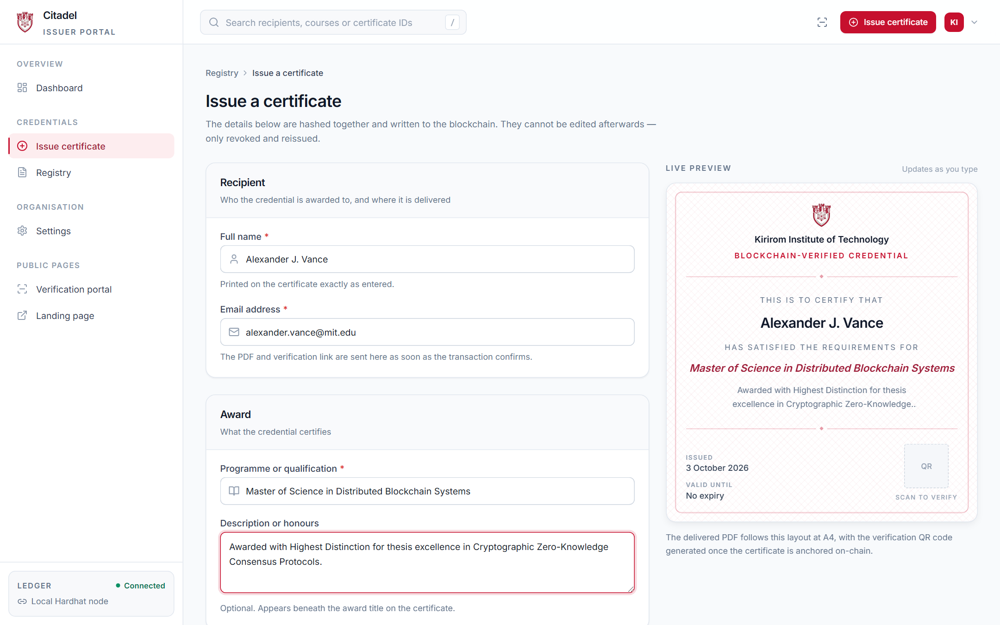 Citadel
ISSUER PORTAL
Search recipients, courses or certificate IDs
/
Issue certificate
KI
OVERVIEW
Dashboard
CREDENTIALS
Issue certificate
Registry
ORGANISATION
Settings
PUBLIC PAGES
Verification portal
Landing page
LEDGER
Connected
Local Hardhat node
Registry > Issue a certificate
Issue a certificate
The details below are hashed together and written to the blockchain. They cannot be edited afterwards —
only revoked and reissued.
Recipient
Who the credential is awarded to, and where it is delivered
Full name *
Alexander J. Vance
Printed on the certificate exactly as entered.
Email address *
alexander.vance@mit.edu
The PDF and verification link are sent here as soon as the transaction confirms.
Award
What the credential certifies
Programme or qualification *
Master of Science in Distributed Blockchain Systems
Description or honours
Awarded with Highest Distinction for thesis excellence in Cryptographic Zero-Knowledge
Consensus Protocols.
Optional. Appears beneath the award title on the certificate.
LIVE PREVIEW
Updates as you type
Kirirom Institute of Technology
BLOCKCHAIN-VERIFIED CREDENTIAL
THIS IS TO CERTIFY THAT
Alexander J. Vance
HAS SATISFIED THE REQUIREMENTS FOR
Master of Science in Distributed Blockchain Systems
Awarded with Highest Distinction for thesis
excellence in Cryptographic Zero-Knowledge..
ISSUED
3 October 2026
VALID UNTIL
No expiry
QR
SCAN TO VERIFY
The delivered PDF follows this layout at A4, with the verification QR code
generated once the certificate is anchored on-chain.